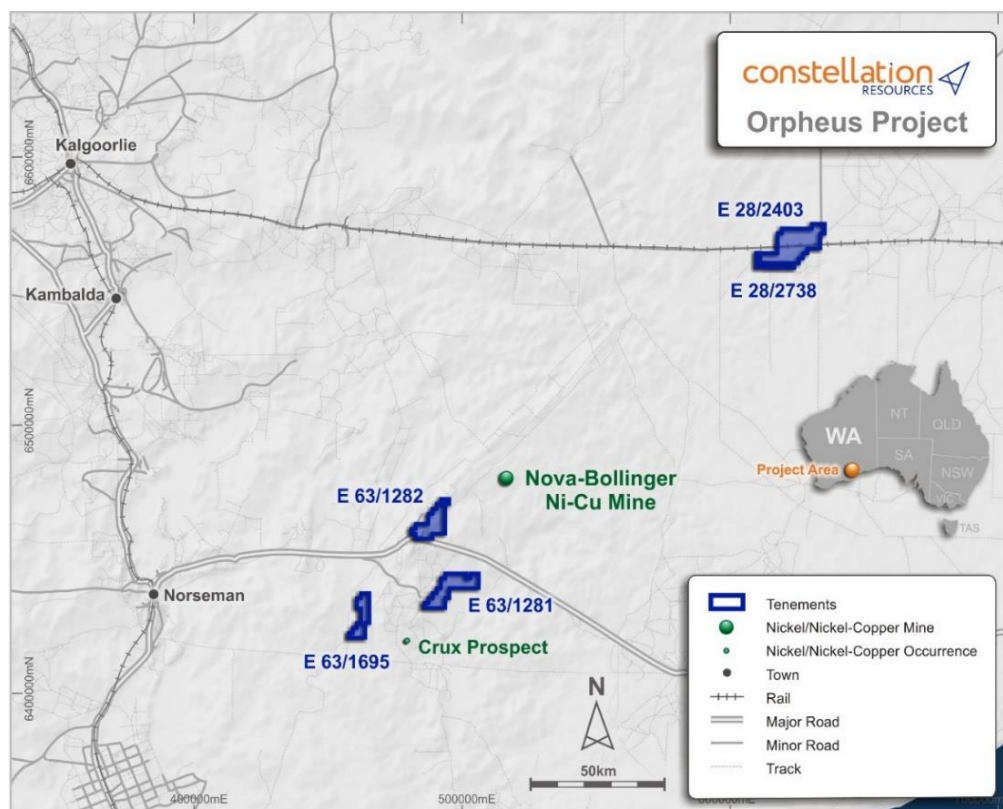 constellation
RESOURCES
Orpheus Project
Kalgoorlie
6600000mN
E 28/2403
E 28/2738
Kambalda
6500000mN
WA
NT
QLD
SA
NSW
VIC
TAS
Project Area
Nova-Bollinger
Ni-Cu Mine
E 63/1282
Norseman
E 63/1281
E 63/1695
Crux Prospect
6400000mN
N
50km
400000mE
500000mE
Tenements
Nickel/Nickel-Copper Mine
Nickel/Nickel-Copper Occurrence
Town
Rail
Major Road
Minor Road
Track